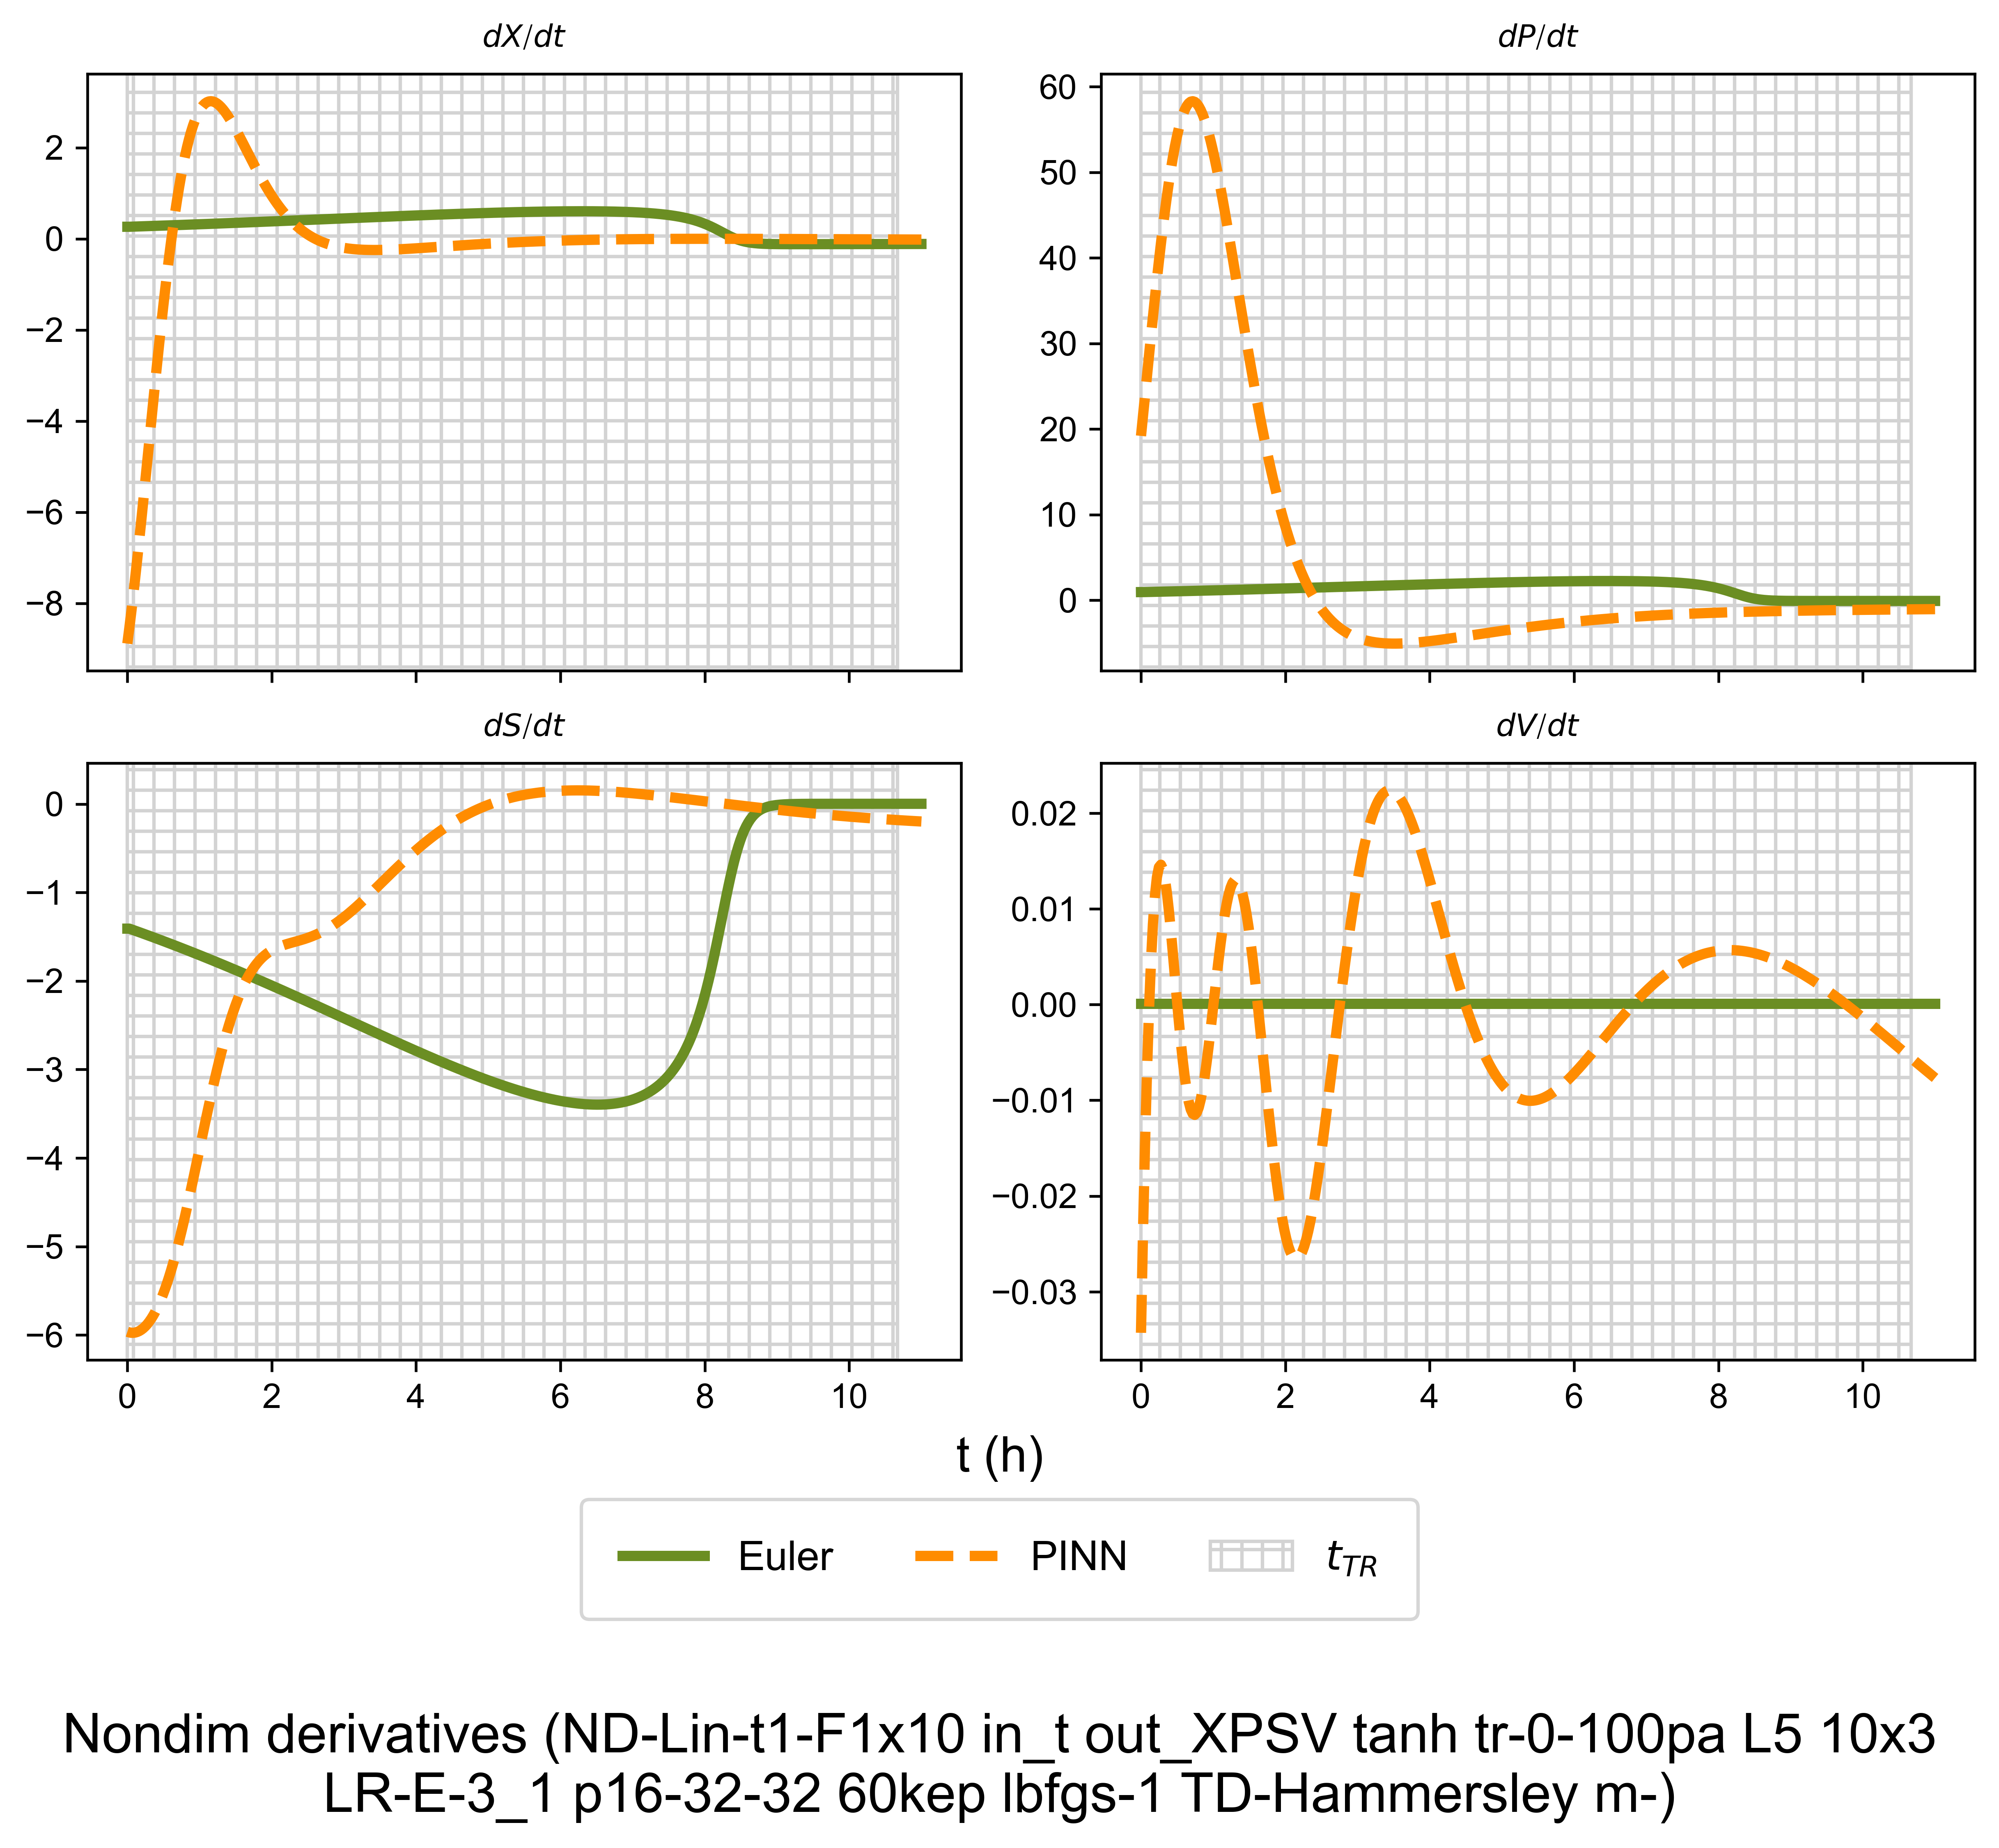 dX/dt
dP/dt
2
0
−2
−4
−6
−8
60
50
40
30
20
10
0
dS/dt
dV/dt
0
−1
−2
−3
−4
−5
−6
0 2 4 6 8 10
0.02
0.01
0.00
−0.01
−0.02
−0.03
0 2 4 6 8 10
t (h)
Euler PINN t_TR
Nondim derivatives (ND-Lin-t1-F1x10 in_t out_XPSV tanh tr-0-100pa L5 10x3
LR-E-3_1 p16-32-32 60kep lbfgs-1 TD-Hammersley m-)